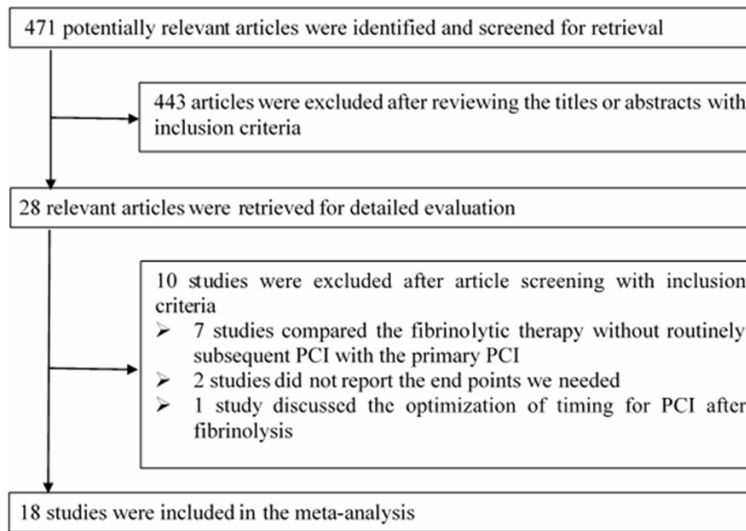 471 potentially relevant articles were identified and screened for retrieval
443 articles were excluded after reviewing the titles or abstracts with
inclusion criteria
28 relevant articles were retrieved for detailed evaluation
10 studies were excluded after article screening with inclusion
criteria
➢ 7 studies compared the fibrinolytic therapy without routinely
subsequent PCI with the primary PCI
➢ 2 studies did not report the end points we needed
➢ 1 study discussed the optimization of timing for PCI after
fibrinolysis
18 studies were included in the meta-analysis